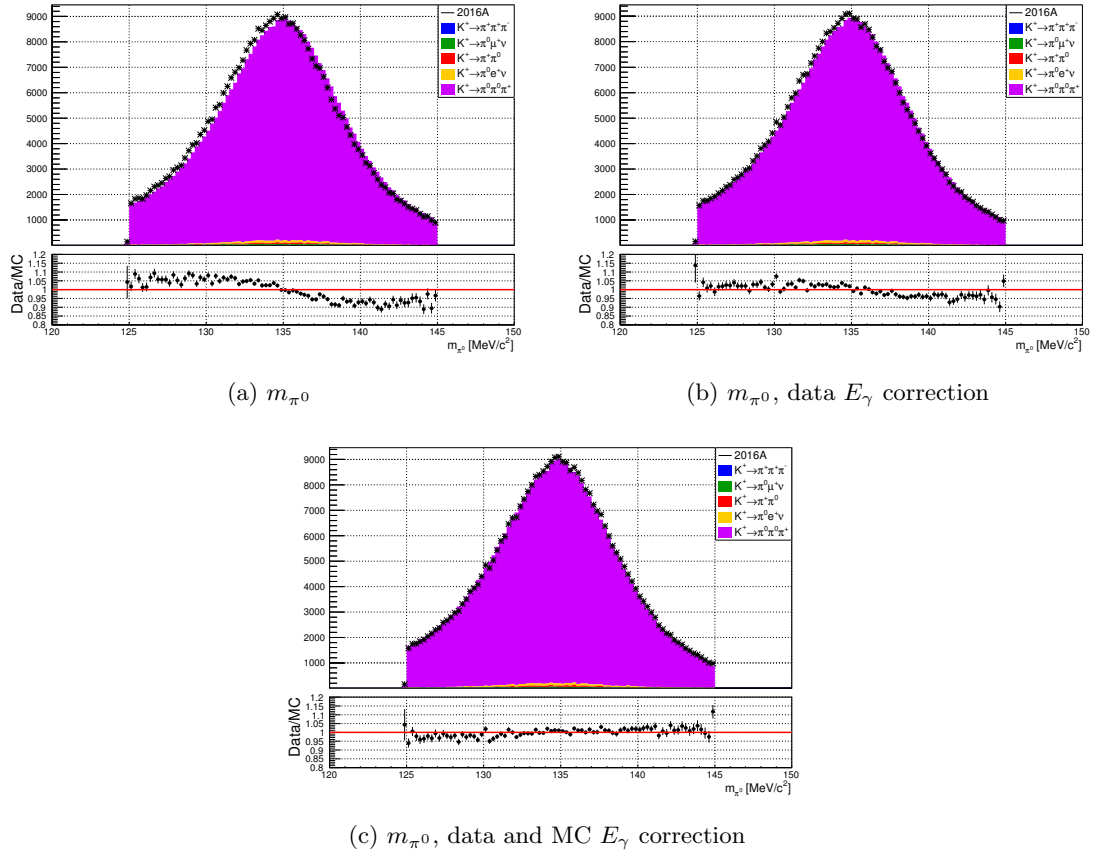 9000
8000
7000
6000
5000
4000
3000
2000
1000
2016A
K⁺→π⁺π⁺π⁻
K⁺→π⁰μ⁺ν
K⁺→π⁺π⁰
K⁺→π⁰e⁺ν
K⁺→π⁰π⁰π⁺
Data/MC
1.2
1.15
1.1
1.05
1
0.95
0.9
0.85
0.8
120 125 130 135 140 145 150
m_π⁰ [MeV/c²]
(a) m_π⁰
9000
8000
7000
6000
5000
4000
3000
2000
1000
2016A
K⁺→π⁺π⁺π⁻
K⁺→π⁰μ⁺ν
K⁺→π⁺π⁰
K⁺→π⁰e⁺ν
K⁺→π⁰π⁰π⁺
Data/MC
1.2
1.15
1.1
1.05
1
0.95
0.9
0.85
0.8
120 125 130 135 140 145 150
m_π⁰ [MeV/c²]
(b) m_π⁰, data E_γ correction
9000
8000
7000
6000
5000
4000
3000
2000
1000
2016A
K⁺→π⁺π⁺π⁻
K⁺→π⁰μ⁺ν
K⁺→π⁺π⁰
K⁺→π⁰e⁺ν
K⁺→π⁰π⁰π⁺
Data/MC
1.2
1.15
1.1
1.05
1
0.95
0.9
0.85
0.8
120 125 130 135 140 145 150
m_π⁰ [MeV/c²]
(c) m_π⁰, data and MC E_γ correction